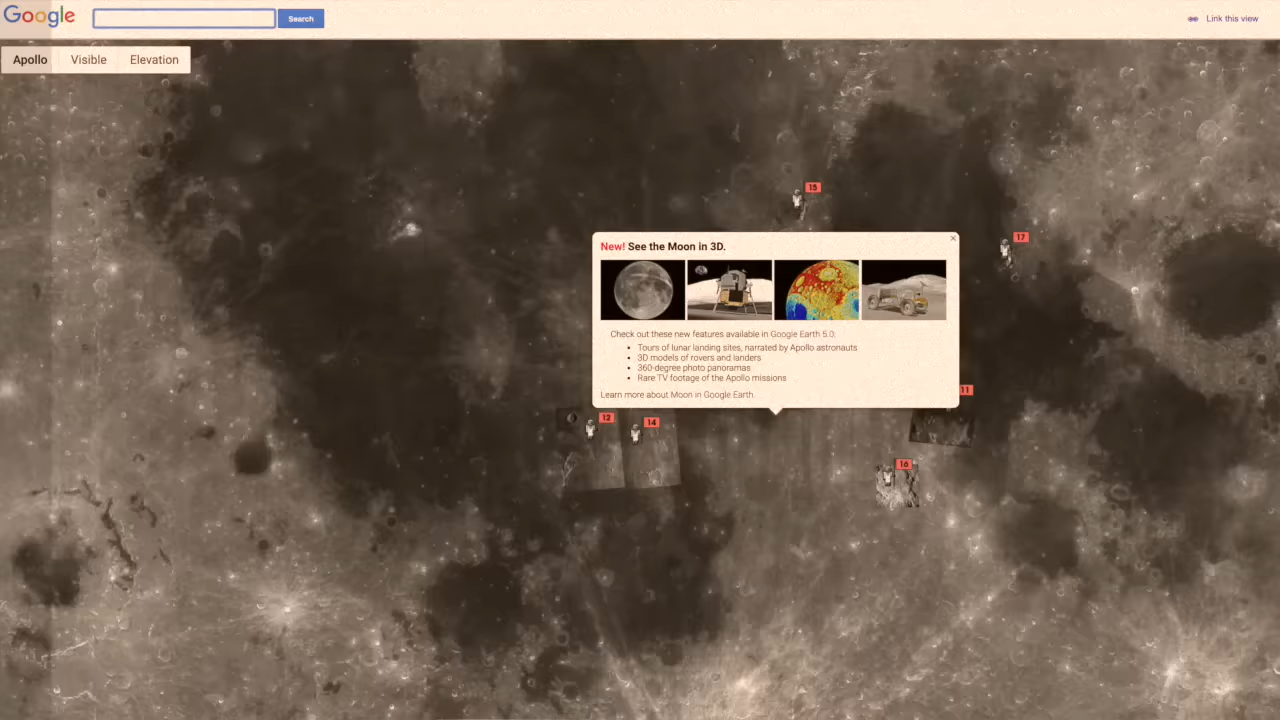 Google
Search
Link this view
Apollo
Visible
Elevation
15
17
New! See the Moon in 3D.
Check out these new features available in Google Earth 5.0.
Tours of lunar landing sites, narrated by Apollo astronauts
3D models of rovers and landers
360-degree photo panoramas
Rare TV footage of the Apollo missions
Learn more about Moon in Google Earth.
11
12
14
16